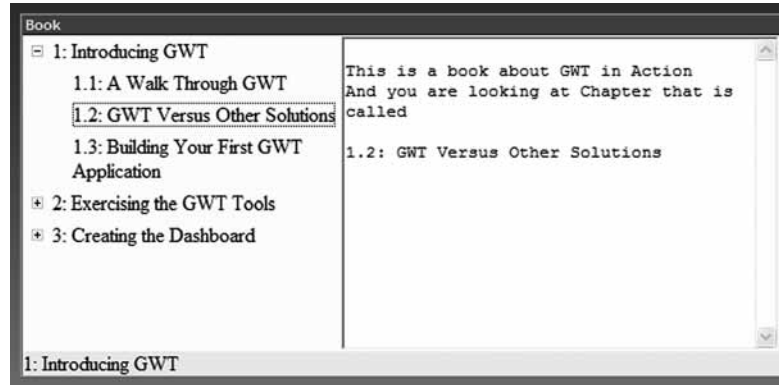 Book
1: Introducing GWT
1.1: A Walk Through GWT
1.2: GWT Versus Other Solutions
1.3: Building Your First GWT
Application
2: Exercising the GWT Tools
3: Creating the Dashboard
This is a book about GWT in Action
And you are looking at Chapter that is
called
1.2: GWT Versus Other Solutions
1: Introducing GWT